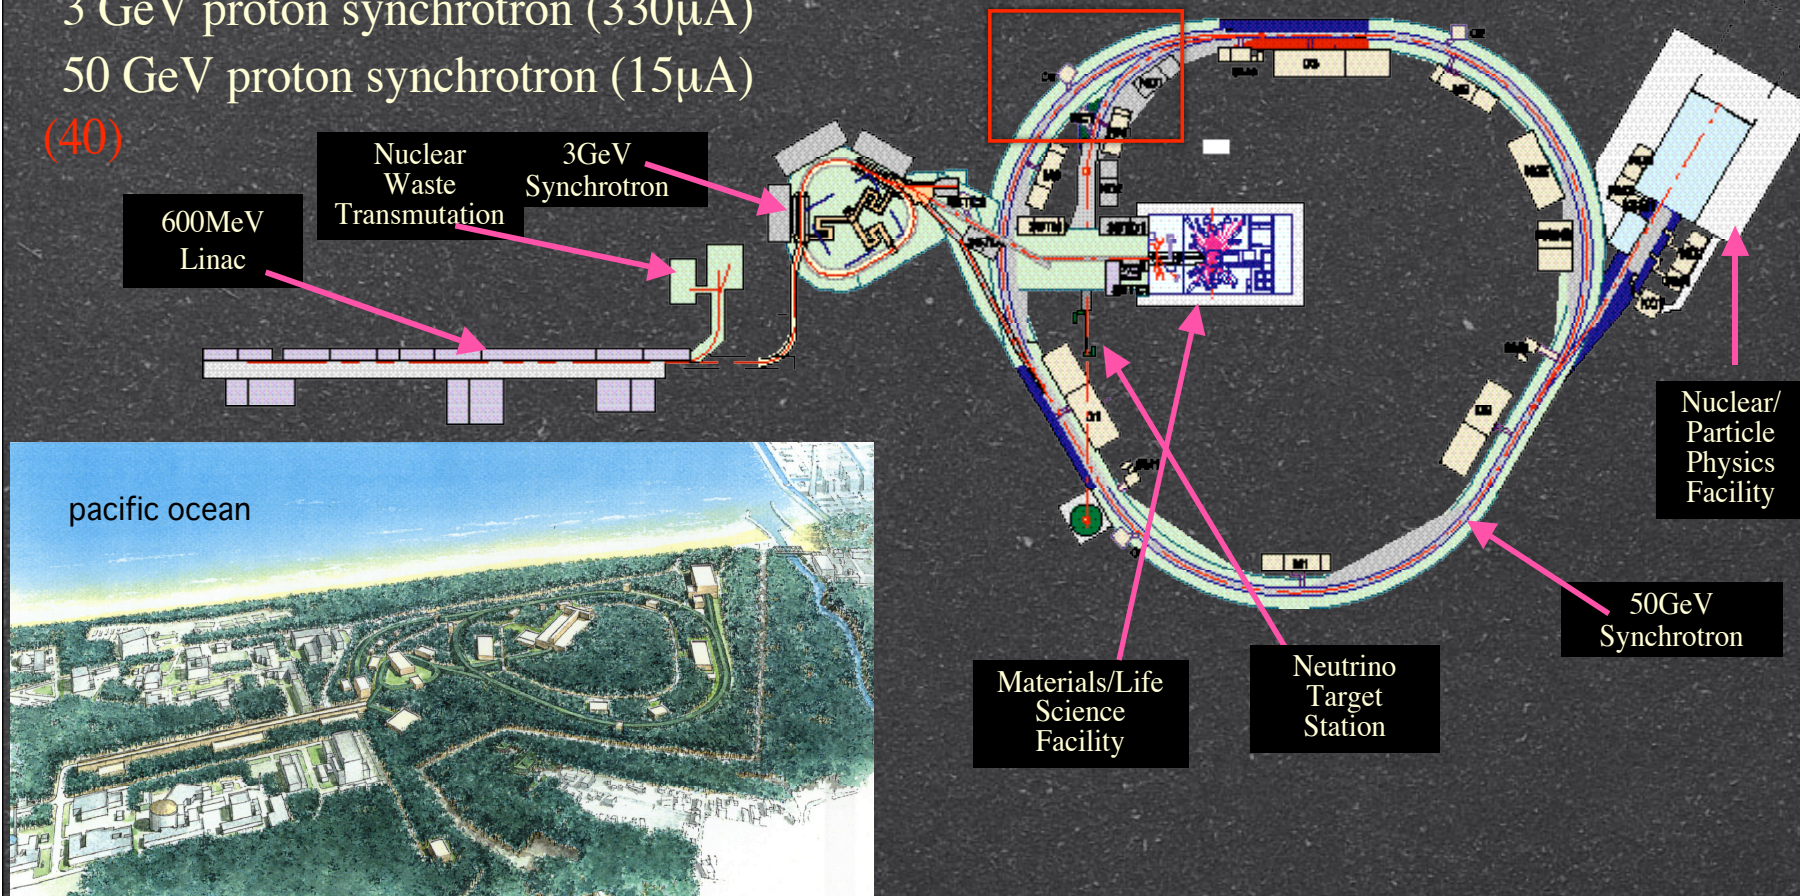 3 GeV proton synchrotron (330μA)
50 GeV proton synchrotron (15μA)
(40)
Nuclear
Waste
Transmutation
3GeV
Synchrotron
600MeV
Linac
Nuclear/
Particle
Physics
Facility
50GeV
Synchrotron
Materials/Life
Science
Facility
Neutrino
Target
Station
pacific ocean